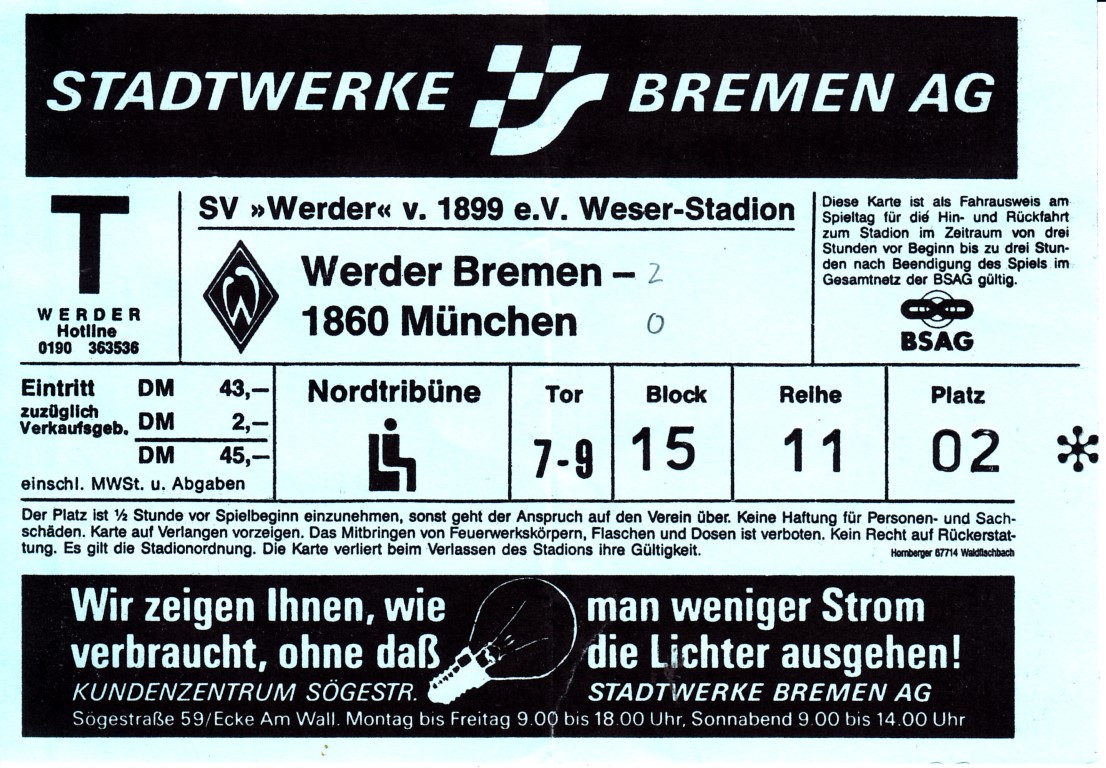 STADTWERKE BREMEN AG
T
WERDER
Hotline
0190 363536
SV »Werder« v. 1899 e.V. Weser-Stadion
Werder Bremen – 2
1860 München 0
Diese Karte ist als Fahrausweis am
Spieltag für die Hin- und Rückfahrt
zum Stadion im Zeitraum von drei
Stunden vor Beginn bis zu drei Stun-
den nach Beendigung des Spiels im
Gesamtnetz der BSAG gültig.
BSAG
Eintritt DM 43,–
zuzüglich
Verkaufsgeb. DM 2,–
DM 45,–
einschl. MWSt. u. Abgaben
Nordtribüne
Tor
7-9
Block
15
Reihe
11
Platz
02
Der Platz ist ½ Stunde vor Spielbeginn einzunehmen, sonst geht der Anspruch auf den Verein über. Keine Haftung für Personen- und Sach-
schäden. Karte auf Verlangen vorzeigen. Das Mitbringen von Feuerwerkskörpern, Flaschen und Dosen ist verboten. Kein Recht auf Rückerstat-
tung. Es gilt die Stadionordnung. Die Karte verliert beim Verlassen des Stadions ihre Gültigkeit.
Homberger 67714 Waldfischbach
Wir zeigen Ihnen, wie man weniger Strom
verbraucht, ohne daß die Lichter ausgehen!
KUNDENZENTRUM SÖGESTR. STADTWERKE BREMEN AG
Sögestraße 59/Ecke Am Wall. Montag bis Freitag 9.00 bis 18.00 Uhr, Sonnabend 9.00 bis 14.00 Uhr